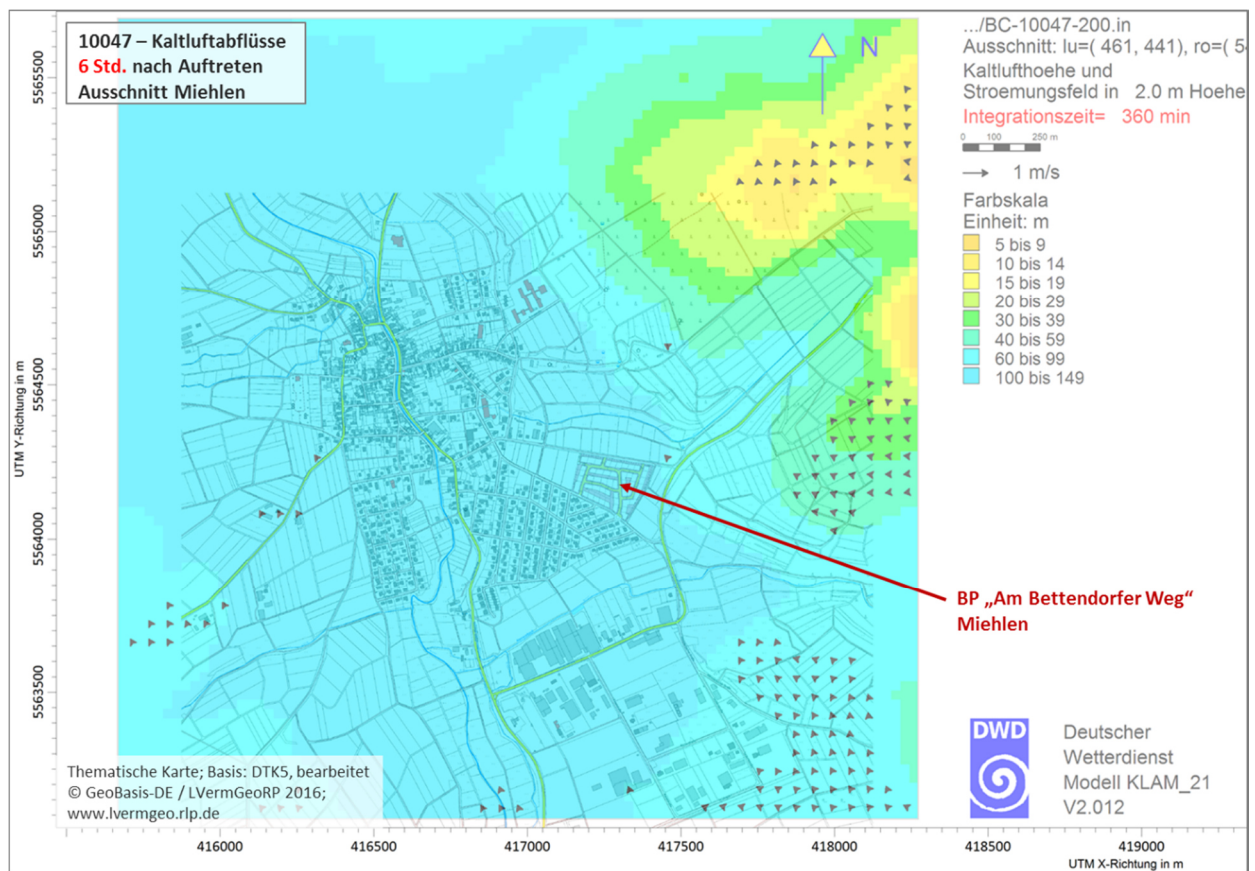 10047 – Kaltluftabflüsse
6 Std. nach Auftreten
Ausschnitt Miehlen
N
.../BC-10047-200.in
Ausschnitt: lu=( 461, 441), ro=( 5
Kaltlufthoehe und
Stroemungsfeld in 2.0 m Hoehe
Integrationszeit= 360 min
0 100 250 m
1 m/s
Farbskala
Einheit: m
5 bis 9
10 bis 14
15 bis 19
20 bis 29
30 bis 39
40 bis 59
60 bis 99
100 bis 149
BP „Am Bettendorfer Weg“
Miehlen
DWD
Deutscher
Wetterdienst
Modell KLAM_21
V2.012
Thematische Karte; Basis: DTK5, bearbeitet
© GeoBasis-DE / LVermGeoRP 2016;
www.lvermgeo.rlp.de
UTM Y-Richtung in m
5565500
5565000
5564500
5564000
5563500
416000 416500 417000 417500 418000 418500 419000
UTM X-Richtung in m